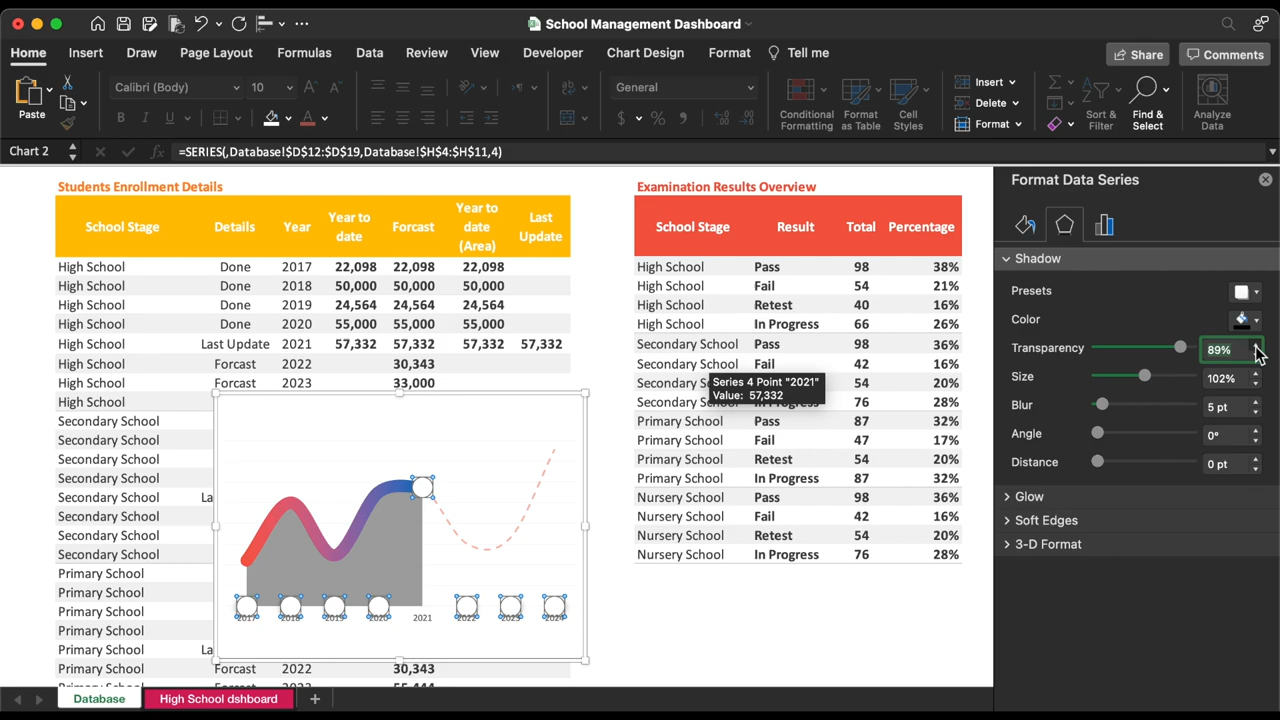 School Management Dashboard
Home Insert Draw Page Layout Formulas Data Review View Developer Chart Design Format Tell me Share Comments
Paste Calibri (Body) 10 General Conditional Formatting Format as Table Cell Styles Insert Delete Format Sort & Filter Find & Select Analyze Data
Chart 2 fx =SERIES(,Database!$D$12:$D$19,Database!$H$4:$H$11,4)
Students Enrollment Details
School Stage Details Year Year to date Forcast Year to date (Area) Last Update
High School Done 2017 22,098 22,098 22,098
High School Done 2018 50,000 50,000 50,000
High School Done 2019 24,564 24,564 24,564
High School Done 2020 55,000 55,000 55,000
High School Last Update 2021 57,332 57,332 57,332 57,332
High School Forcast 2022 30,343
High School Forcast 2023 33,000
High School
Secondary School
Secondary School
Secondary School
Secondary School
Secondary School La
Secondary School
Secondary School
Secondary School
Primary School
Primary School
Primary School
Primary School
Primary School La
Primary School Forcast 2022 30,343
2017 2018 2019 2020 2021 2022 2023 2024
Examination Results Overview
School Stage Result Total Percentage
High School Pass 98 38%
High School Fail 54 21%
High School Retest 40 16%
High School In Progress 66 26%
Secondary School Pass 98 36%
Secondary School Fail 42 16%
Secondary 54 20%
Secondary 76 28%
Primary School Pass 87 32%
Primary School Fail 47 17%
Primary School Retest 54 20%
Primary School In Progress 87 32%
Nursery School Pass 98 36%
Nursery School Fail 42 16%
Nursery School Retest 54 20%
Nursery School In Progress 76 28%
Series 4 Point "2021"
Value: 57,332
Format Data Series
Shadow
Presets
Color
Transparency 89%
Size 102%
Blur 5 pt
Angle 0°
Distance 0 pt
Glow
Soft Edges
3-D Format
Database High School dshboard +